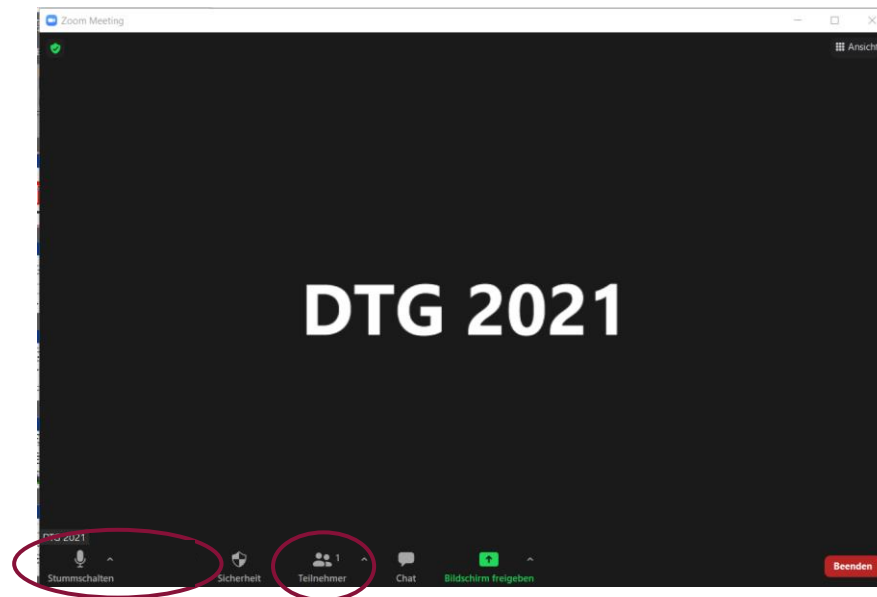 Zoom Meeting
Ansicht
DTG 2021
DTG 2021
1
Stummschalten
Sicherheit
Teilnehmer
Chat
Bildschirm freigeben
Beenden